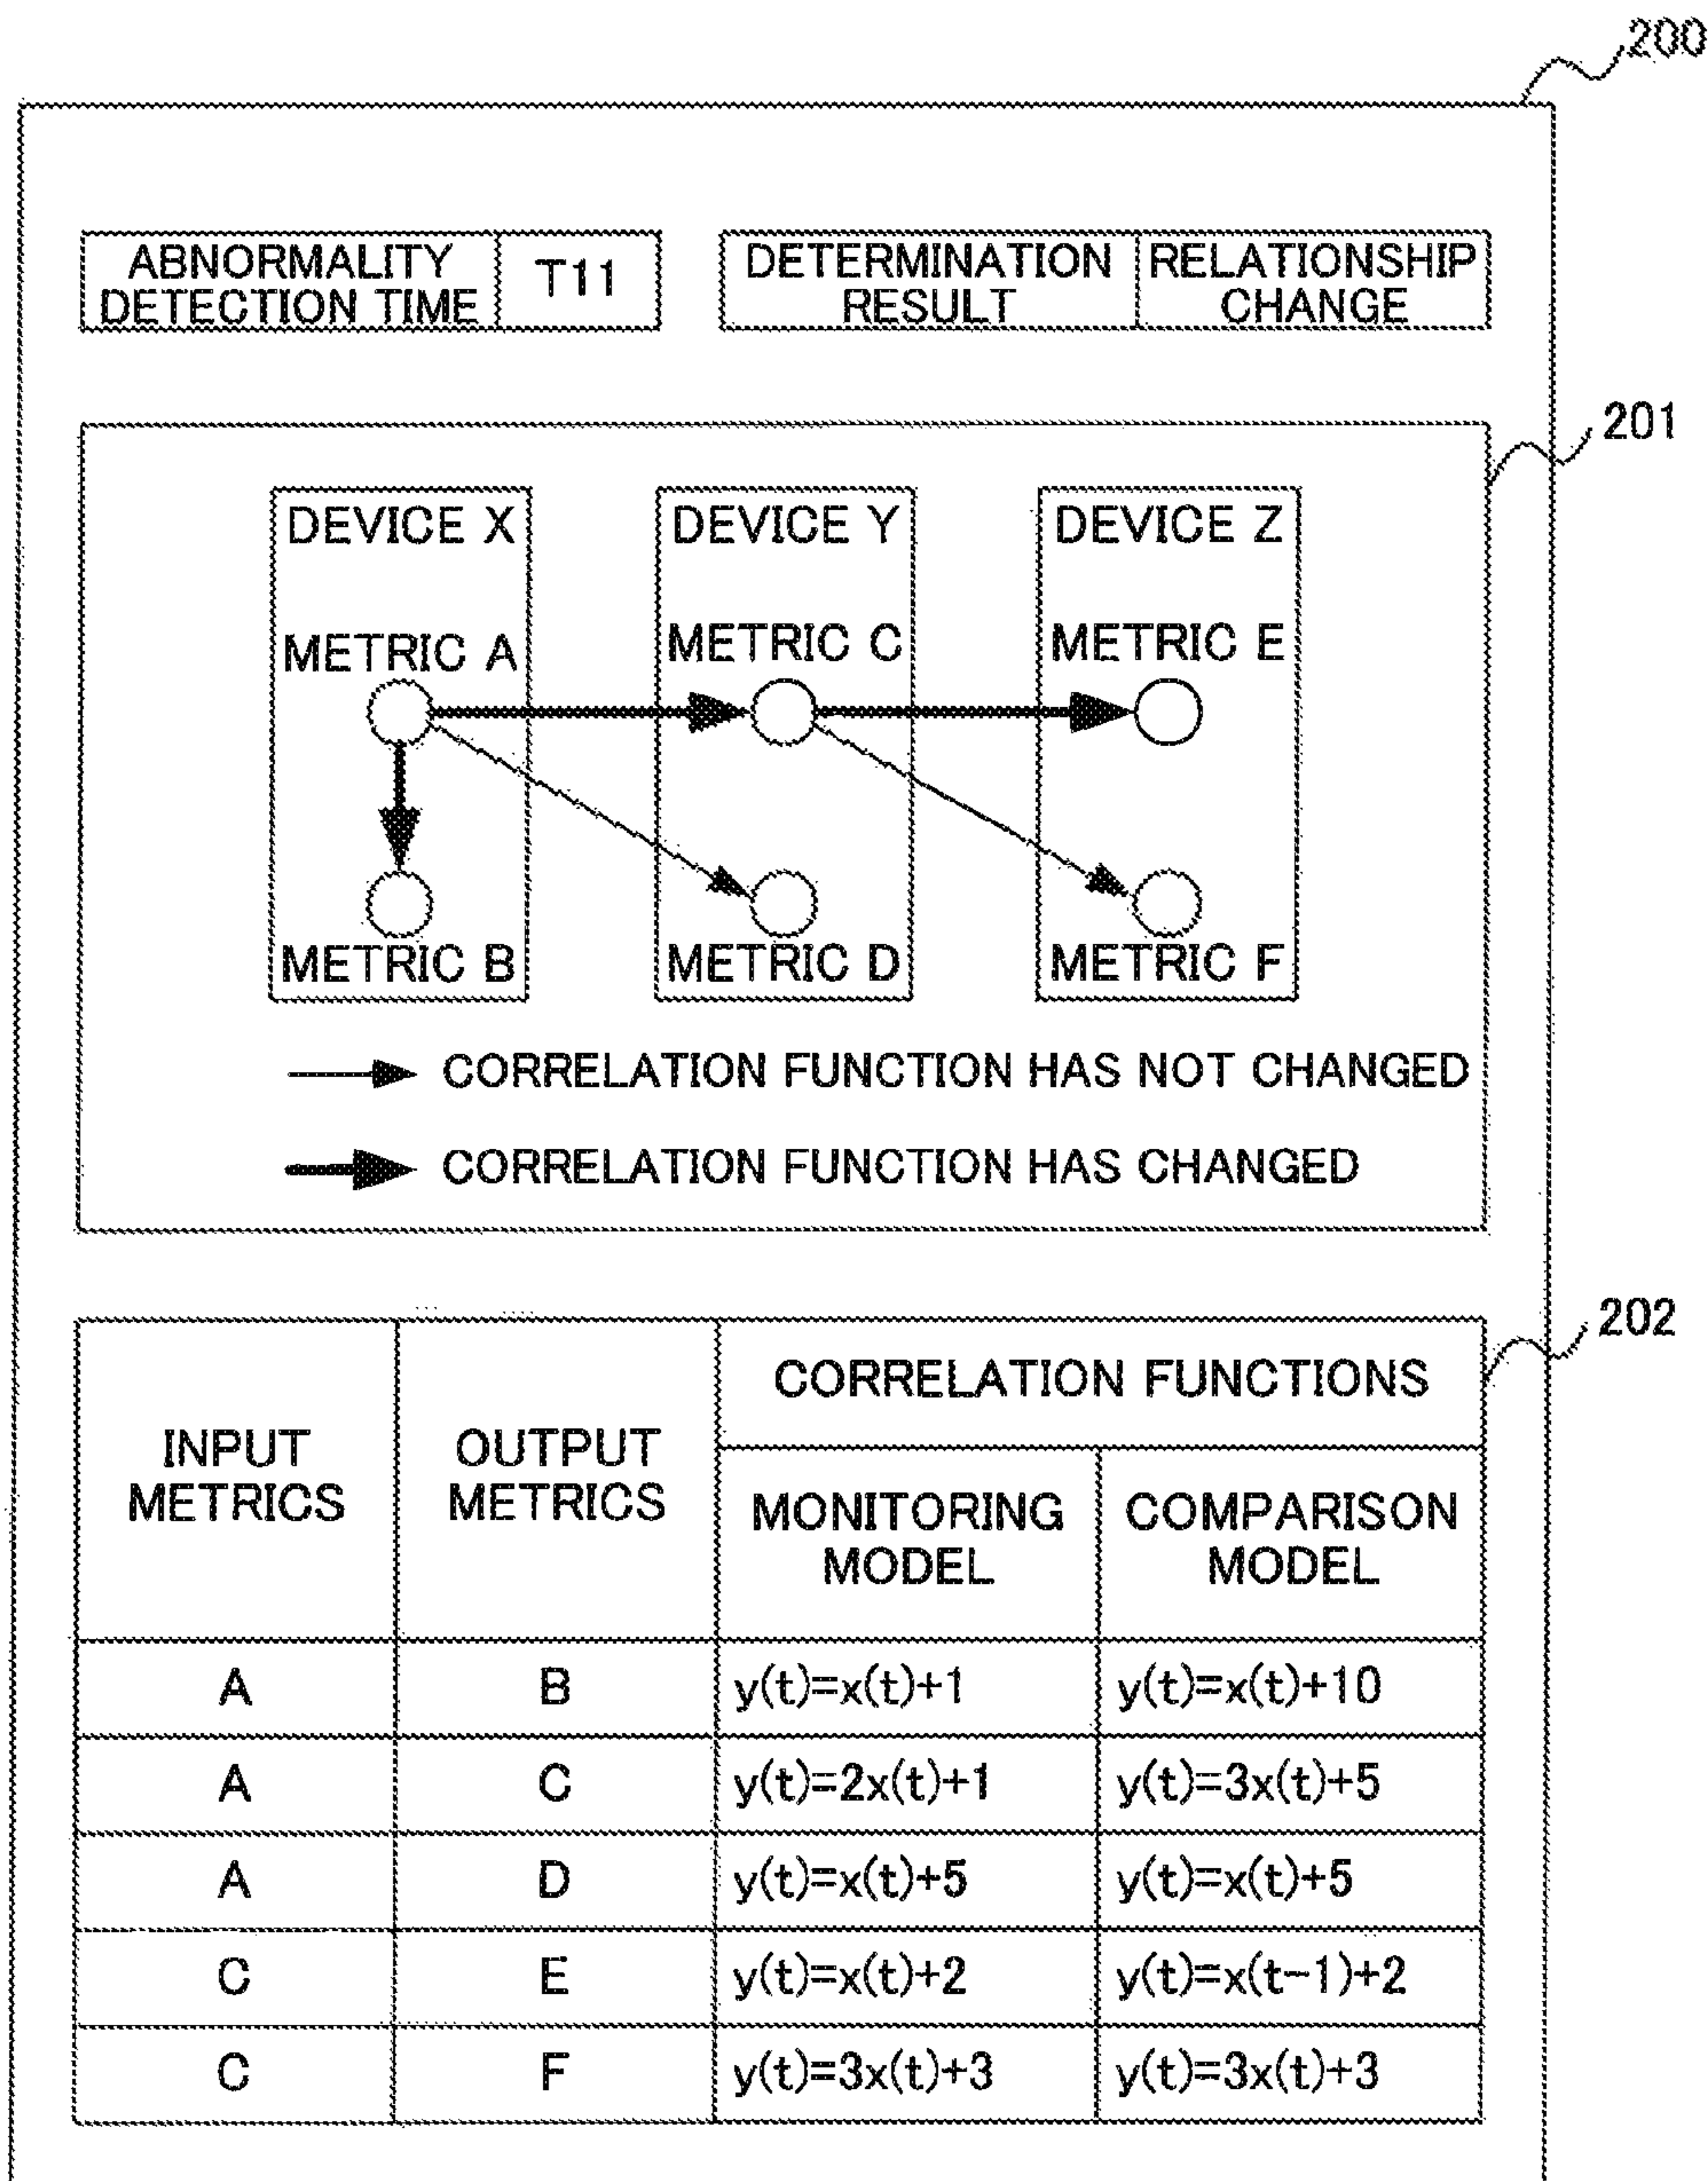 200
ABNORMALITY
DETECTION TIME
T11
DETERMINATION
RESULT
RELATIONSHIP
CHANGE
201
DEVICE X
DEVICE Y
DEVICE Z
METRIC A
METRIC C
METRIC E
METRIC B
METRIC D
METRIC F
CORRELATION FUNCTION HAS NOT CHANGED
CORRELATION FUNCTION HAS CHANGED
202
INPUT
METRICS
OUTPUT
METRICS
CORRELATION FUNCTIONS
MONITORING
MODEL
COMPARISON
MODEL
A B y(t)=x(t)+1 y(t)=x(t)+10
A C y(t)=2x(t)+1 y(t)=3x(t)+5
A D y(t)=x(t)+5 y(t)=x(t)+5
C E y(t)=x(t)+2 y(t)=x(t-1)+2
C F y(t)=3x(t)+3 y(t)=3x(t)+3